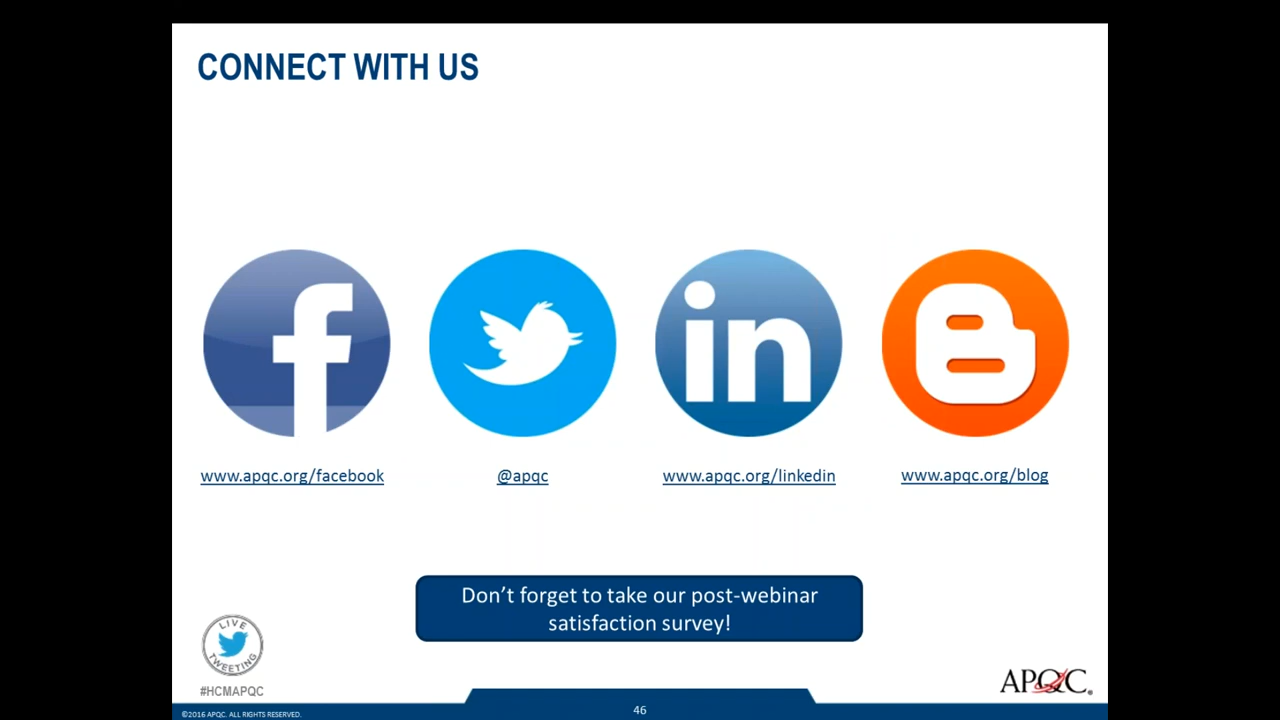 CONNECT WITH US
f
in
B
www.apqc.org/facebook
@apqc
www.apqc.org/linkedin
www.apqc.org/blog
Don't forget to take our post-webinar
satisfaction survey!
LIVE
TWEETING
#HCMAPQC
APQC®
©2016 APQC. ALL RIGHTS RESERVED.
46